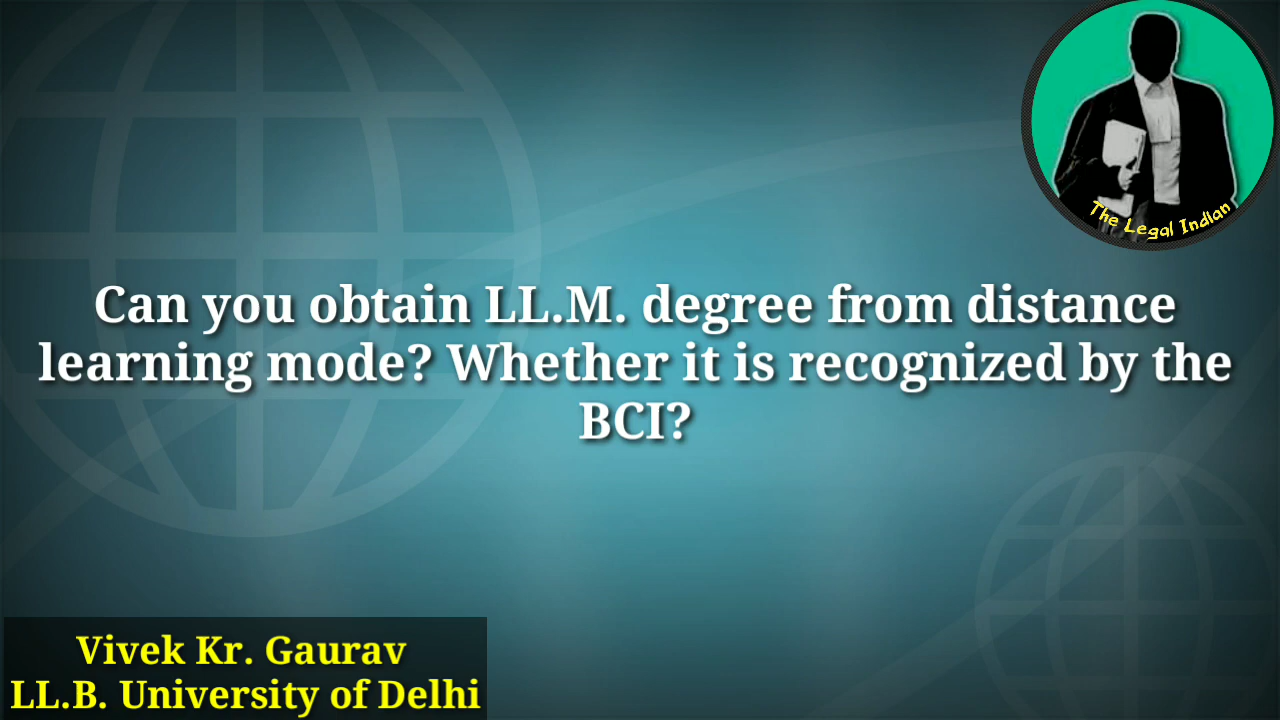 The Legal Indian
Can you obtain LL.M. degree from distance
learning mode? Whether it is recognized by the
BCI?
Vivek Kr. Gaurav
LL.B. University of Delhi